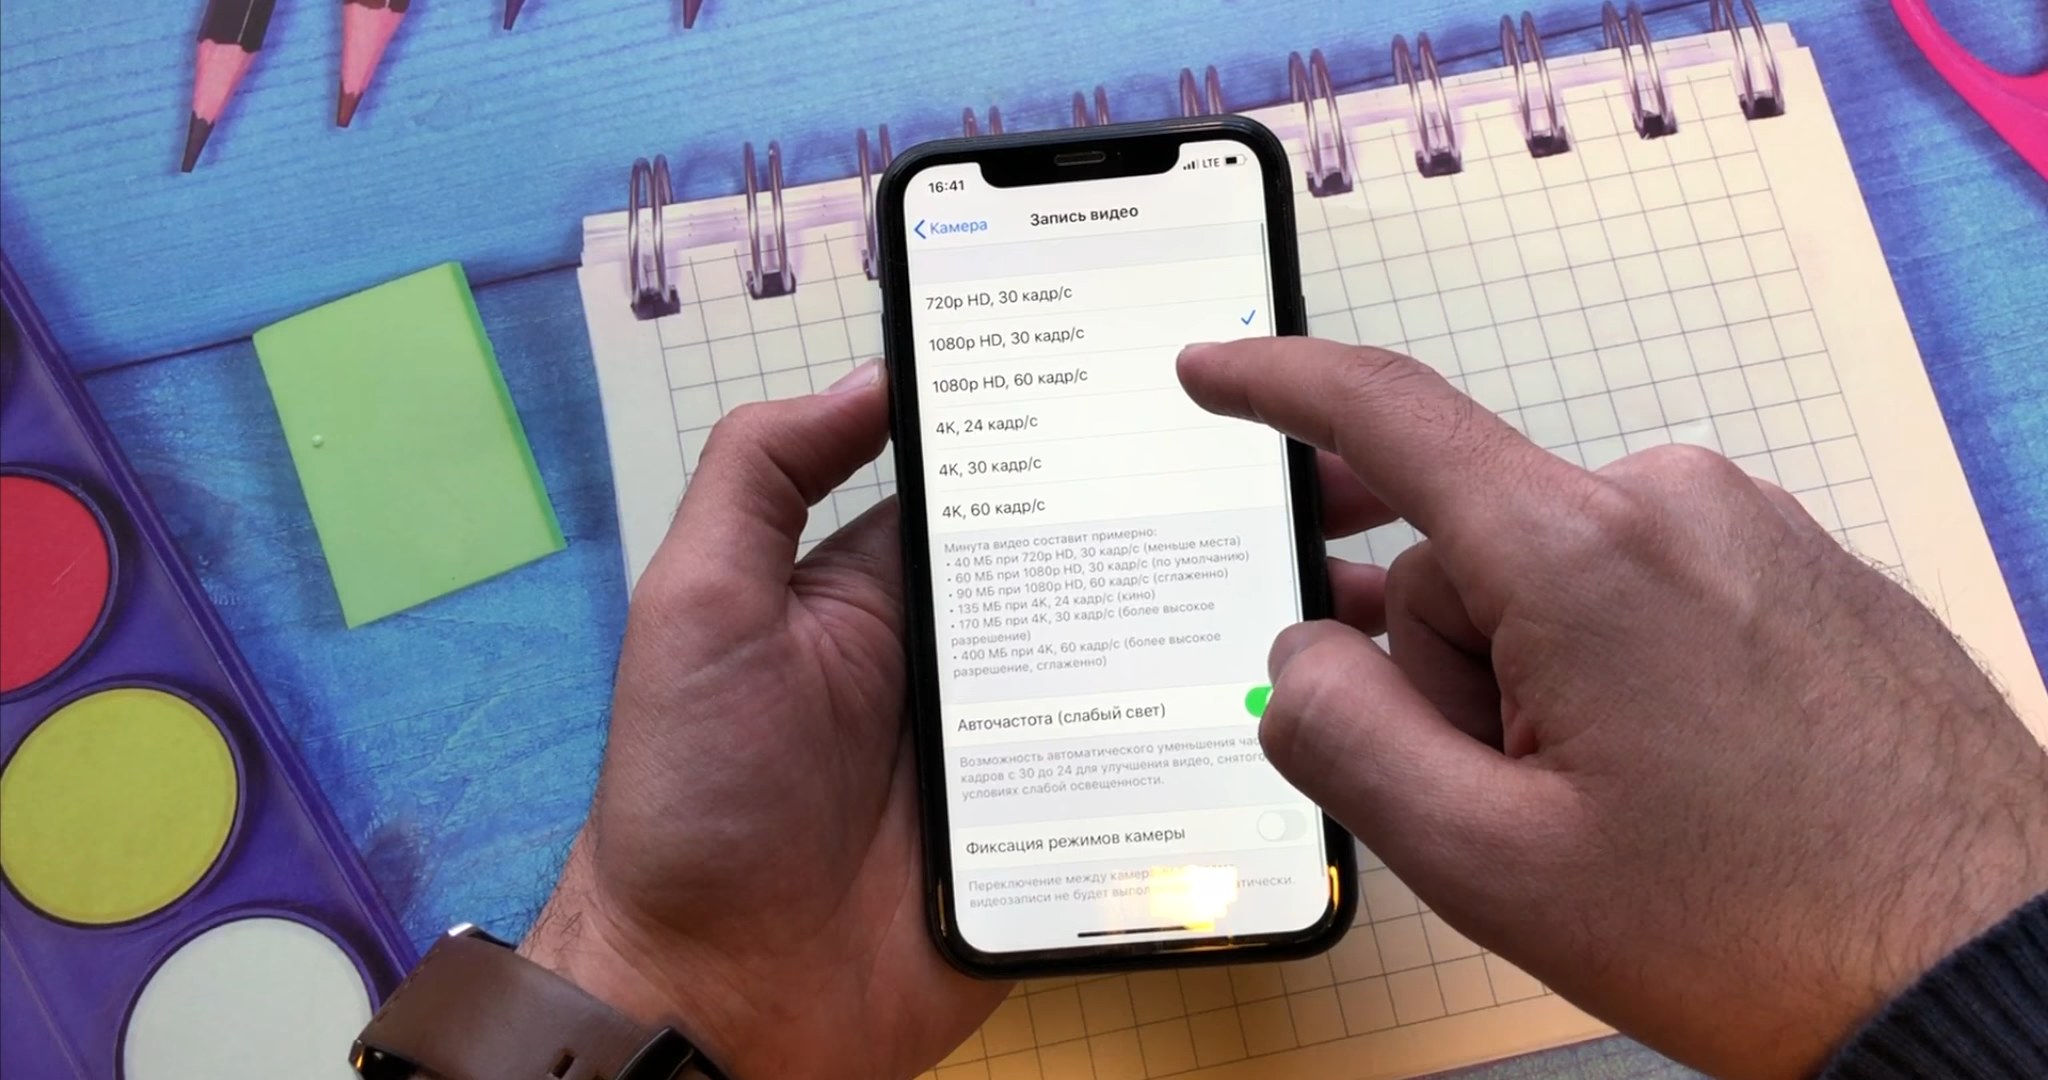 16:41
LTE
Камера
Запись видео
720p HD, 30 кадр/с
1080p HD, 30 кадр/с
1080p HD, 60 кадр/с
4K, 24 кадр/с
4K, 30 кадр/с
4K, 60 кадр/с
Минута видео составит примерно:
• 40 МБ при 720p HD, 30 кадр/с (меньше места)
• 60 МБ при 1080p HD, 30 кадр/с (по умолчанию)
• 90 МБ при 1080p HD, 60 кадр/с (сглаженно)
• 135 МБ при 4K, 24 кадр/с (кино)
• 170 МБ при 4K, 30 кадр/с (более высокое
разрешение)
• 400 МБ при 4K, 60 кадр/с (более высокое
разрешение, сглаженно)
Авточастота (слабый свет)
Возможность автоматического уменьшения
кадров с 30 до 24 для улучшения видео, снятого
условиях слабой освещенности.
Фиксация режимов камеры
Переключение между
видеозаписи не будет